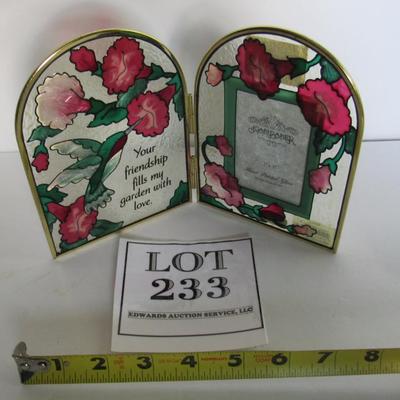 Your
friendship
fills my
garden with
love.
LOT
233
EDWARDS AUCTION SERVICE, LLC
1 2 3 4 5 6 7 8